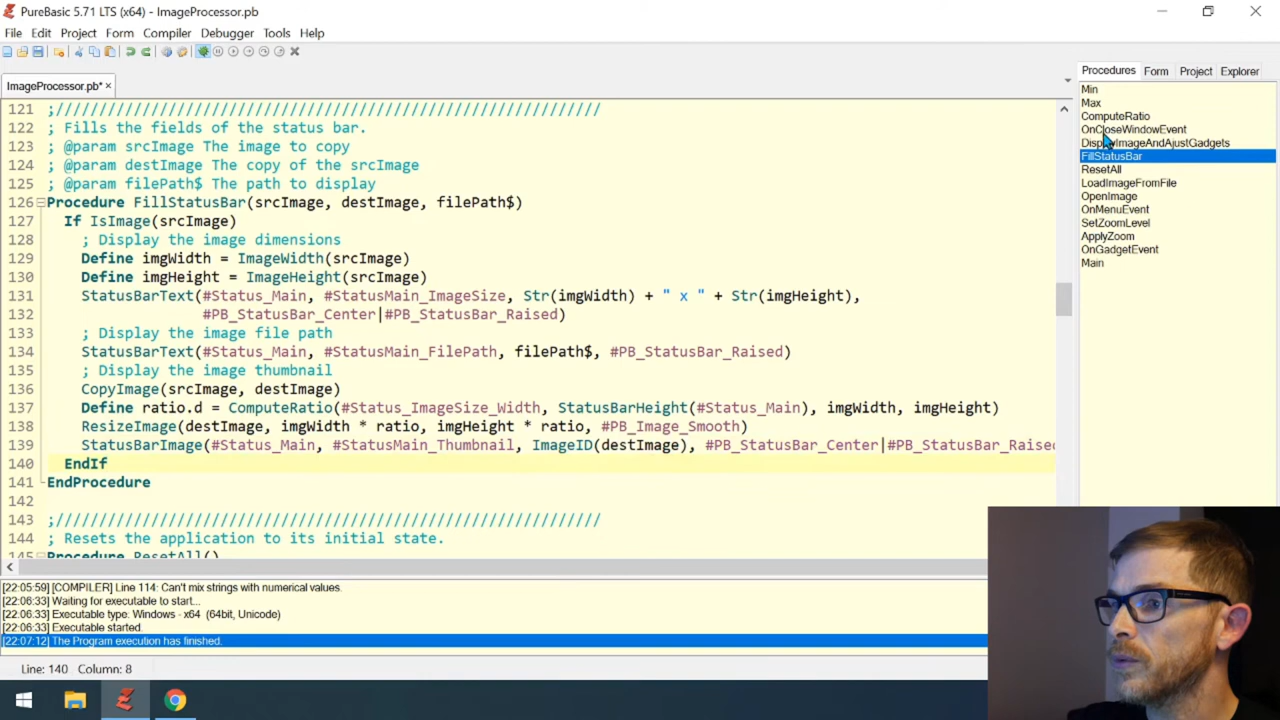 PureBasic 5.71 LTS (x64) - ImageProcessor.pb
File Edit Project Form Compiler Debugger Tools Help
ImageProcessor.pb*
Procedures Form Project Explorer
121 ;///////////////////////////////////////////////////////////////
122 ; Fills the fields of the status bar.
123 ; @param srcImage The image to copy
124 ; @param destImage The copy of the srcImage
125 ; @param filePath$ The path to display
126 Procedure FillStatusBar(srcImage, destImage, filePath$)
127 If IsImage(srcImage)
128 ; Display the image dimensions
129 Define imgWidth = ImageWidth(srcImage)
130 Define imgHeight = ImageHeight(srcImage)
131 StatusBarText(#Status_Main, #StatusMain_ImageSize, Str(imgWidth) + " x " + Str(imgHeight),
132 #PB_StatusBar_Center|#PB_StatusBar_Raised)
133 ; Display the image file path
134 StatusBarText(#Status_Main, #StatusMain_FilePath, filePath$, #PB_StatusBar_Raised)
135 ; Display the image thumbnail
136 CopyImage(srcImage, destImage)
137 Define ratio.d = ComputeRatio(#Status_ImageSize_Width, StatusBarHeight(#Status_Main), imgWidth, imgHeight)
138 ResizeImage(destImage, imgWidth * ratio, imgHeight * ratio, #PB_Image_Smooth)
139 StatusBarImage(#Status_Main, #StatusMain_Thumbnail, ImageID(destImage), #PB_StatusBar_Center|#PB_StatusBar_Raised
140 EndIf
141 EndProcedure
142
143 ;///////////////////////////////////////////////////////////////
144 ; Resets the application to its initial state.
145 Procedure ResetAll()
Min
Max
ComputeRatio
OnCloseWindowEvent
DisplayImageAndAjustGadgets
FillStatusBar
ResetAll
LoadImageFromFile
OpenImage
OnMenuEvent
SetZoomLevel
ApplyZoom
OnGadgetEvent
Main
[22:05:59] [COMPILER] Line 114: Can't mix strings with numerical values.
[22:06:33] Waiting for executable to start...
[22:06:33] Executable type: Windows - x64 (64bit, Unicode)
[22:06:33] Executable started.
[22:07:12] The Program execution has finished.
Line: 140 Column: 8